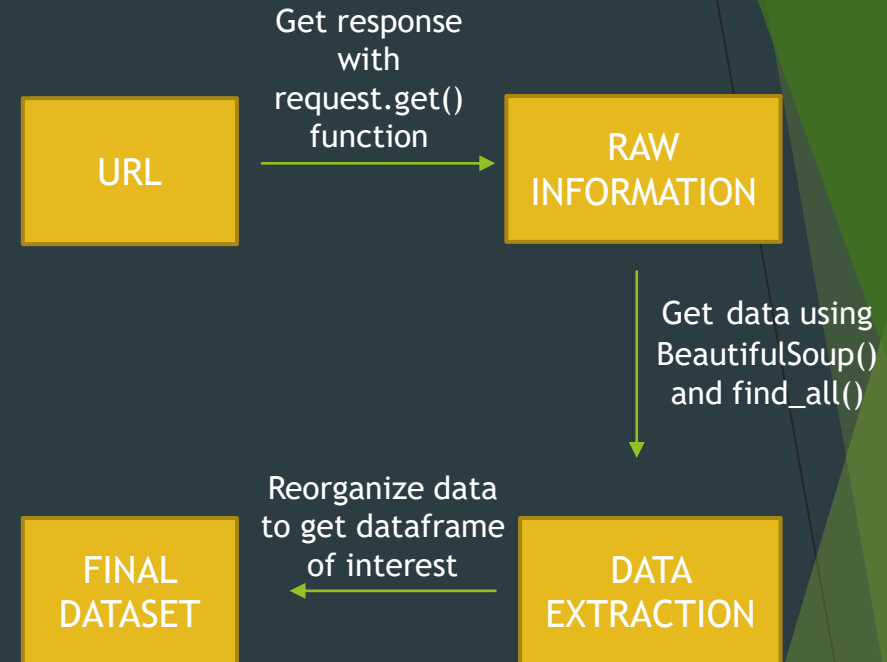 Get response
with
request.get()
function
URL
RAW
INFORMATION
Get data using
BeautifulSoup()
and find_all()
Reorganize data
to get dataframe
of interest
FINAL
DATASET
DATA
EXTRACTION